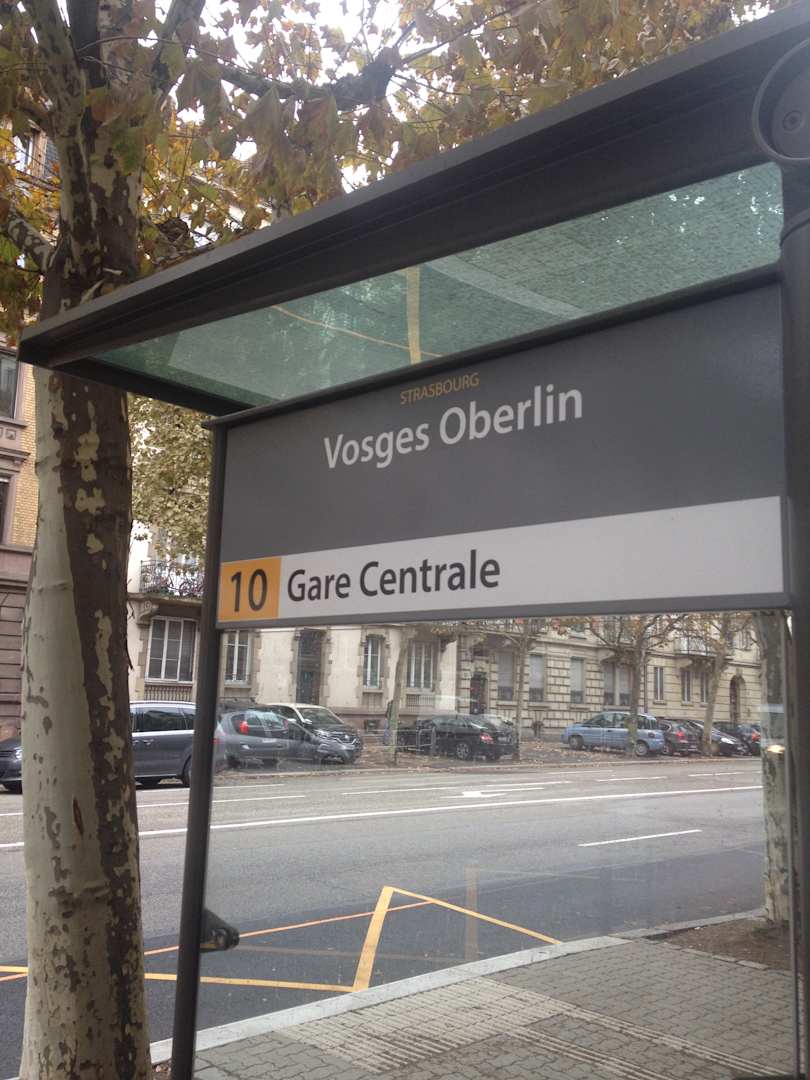 STRASBOURG
Vosges Oberlin
10 Gare Centrale